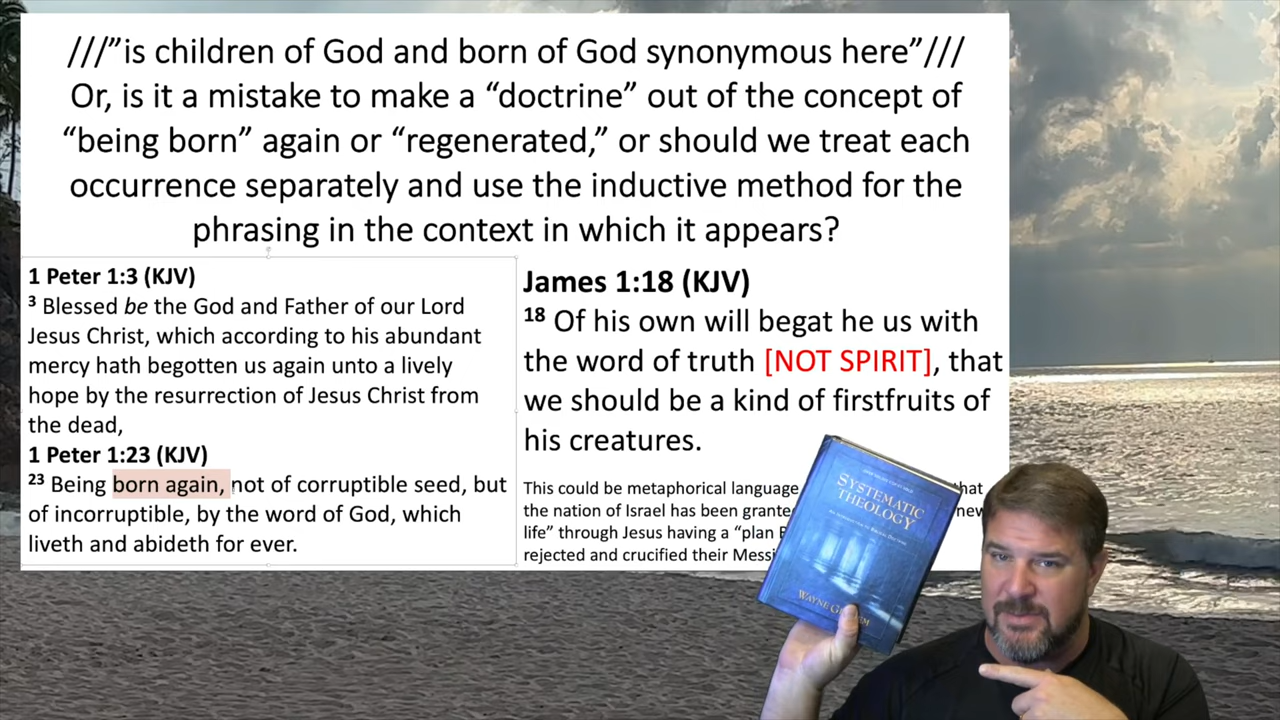 ///”is children of God and born of God synonymous here”///
Or, is it a mistake to make a “doctrine” out of the concept of
“being born” again or “regenerated,” or should we treat each
occurrence separately and use the inductive method for the
phrasing in the context in which it appears?
1 Peter 1:3 (KJV)
3 Blessed be the God and Father of our Lord
Jesus Christ, which according to his abundant
mercy hath begotten us again unto a lively
hope by the resurrection of Jesus Christ from
the dead,
1 Peter 1:23 (KJV)
23 Being born again, not of corruptible seed, but
of incorruptible, by the word of God, which
liveth and abideth for ever.
James 1:18 (KJV)
18 Of his own will begat he us with
the word of truth [NOT SPIRIT], that
we should be a kind of firstfruits of
his creatures.
This could be metaphorical language that
the nation of Israel has been new
life” through Jesus having a “plan
rejected and crucified their
SYSTEMATIC
THEOLOGY
WAYNE